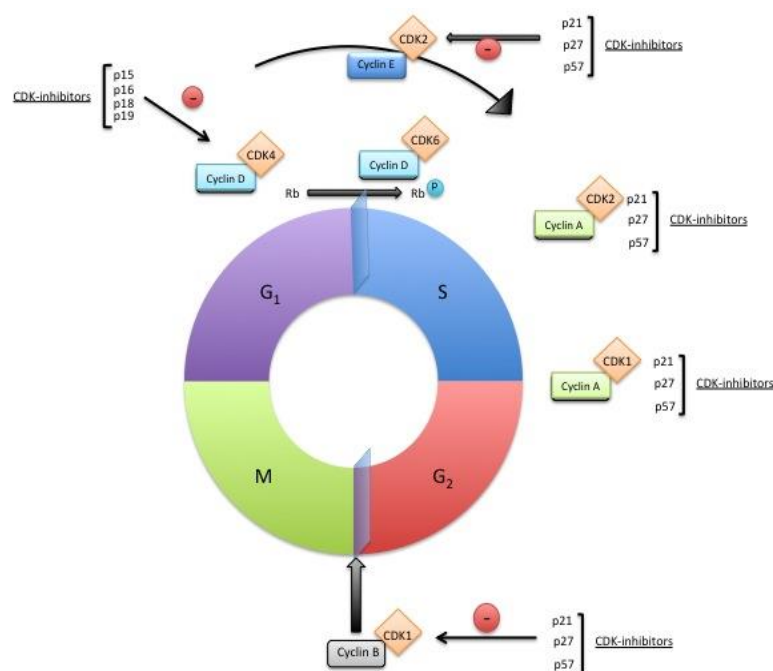 CDK2
Cyclin E
−
p21
p27
p57
CDK-inhibitors
CDK-inhibitors
p15
p16
p18
p19
−
CDK4
Cyclin D
CDK6
Cyclin D
Rb
Rb
P
CDK2
Cyclin A
p21
p27
p57
CDK-inhibitors
G1
S
CDK1
Cyclin A
p21
p27
p57
CDK-inhibitors
M
G2
CDK1
Cyclin B
−
p21
p27
p57
CDK-inhibitors